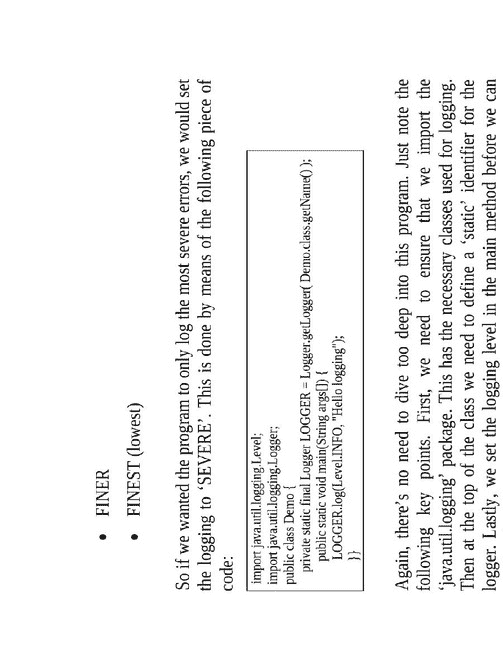 • FINER
• FINEST (lowest)
So if we wanted the program to only log the most severe errors, we would set
the logging to ‘SEVERE’. This is done by means of the following piece of
code:
import java.util.logging.Level;
import java.util.logging.Logger;
public class Demo {
private static final Logger LOGGER = Logger.getLogger( Demo.class.getName() );
public static void main(String args[]) {
LOGGER.log(Level.INFO, "Hello logging");
}}
Again, there’s no need to dive too deep into this program. Just note the
following key points. First, we need to ensure that we import the
‘java.util.logging’ package. This has the necessary classes used for logging.
Then at the top of the class we need to define a ‘static’ identifier for the
logger. Lastly, we set the logging level in the main method before we can